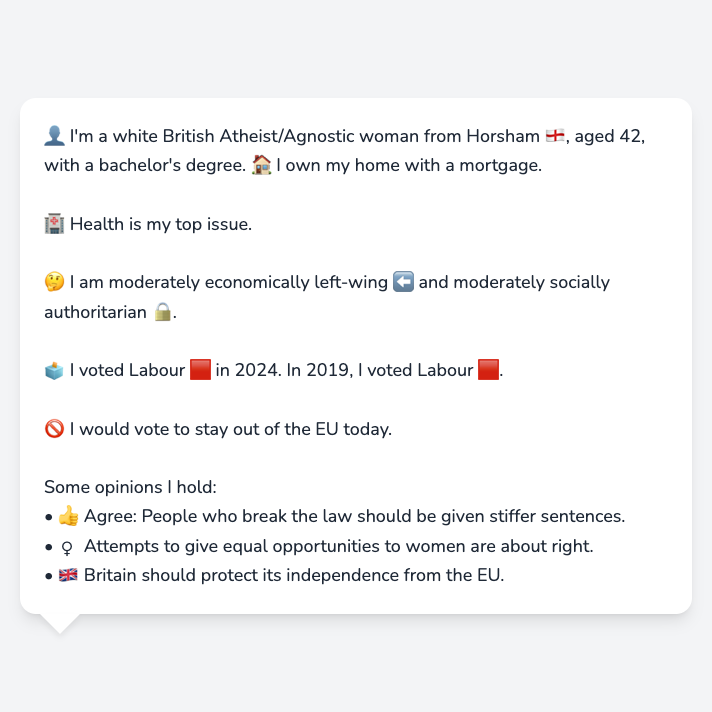 👤 I'm a white British Atheist/Agnostic woman from Horsham 🏴󠁧󠁢󠁥󠁮󠁧󠁿, aged 42,
with a bachelor's degree. 🏠 I own my home with a mortgage.
🏥 Health is my top issue.
🤔 I am moderately economically left-wing ⬅️ and moderately socially
authoritarian 🔒.
🗳️ I voted Labour 🟥 in 2024. In 2019, I voted Labour 🟥.
🚫 I would vote to stay out of the EU today.
Some opinions I hold:
• 👍 Agree: People who break the law should be given stiffer sentences.
• ♀ Attempts to give equal opportunities to women are about right.
• 🇬🇧 Britain should protect its independence from the EU.